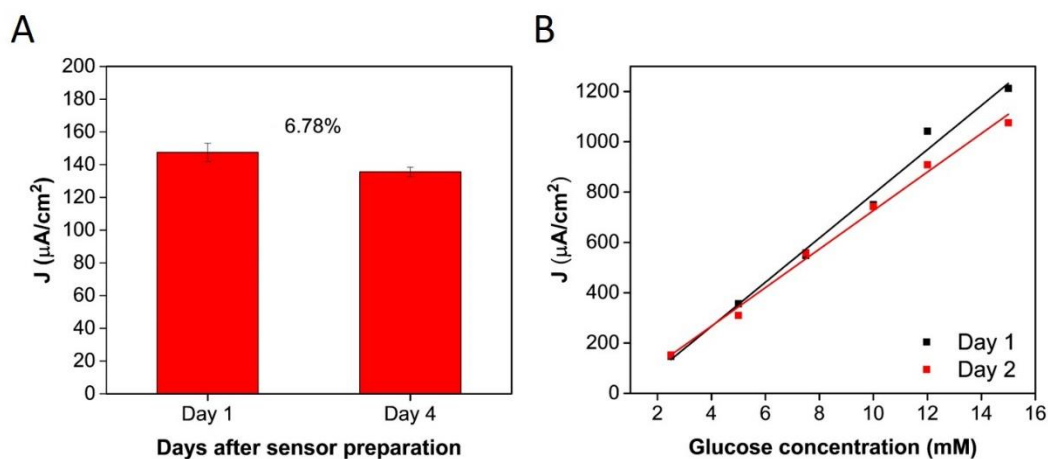 A
200
180
160
140
120
100
80
60
40
20
0
J (µA/cm²)
6.78%
Day 1
Day 4
Days after sensor preparation
B
1200
1000
800
600
400
200
0
J (µA/cm²)
Day 1
Day 2
2 4 6 8 10 12 14 16
Glucose concentration (mM)